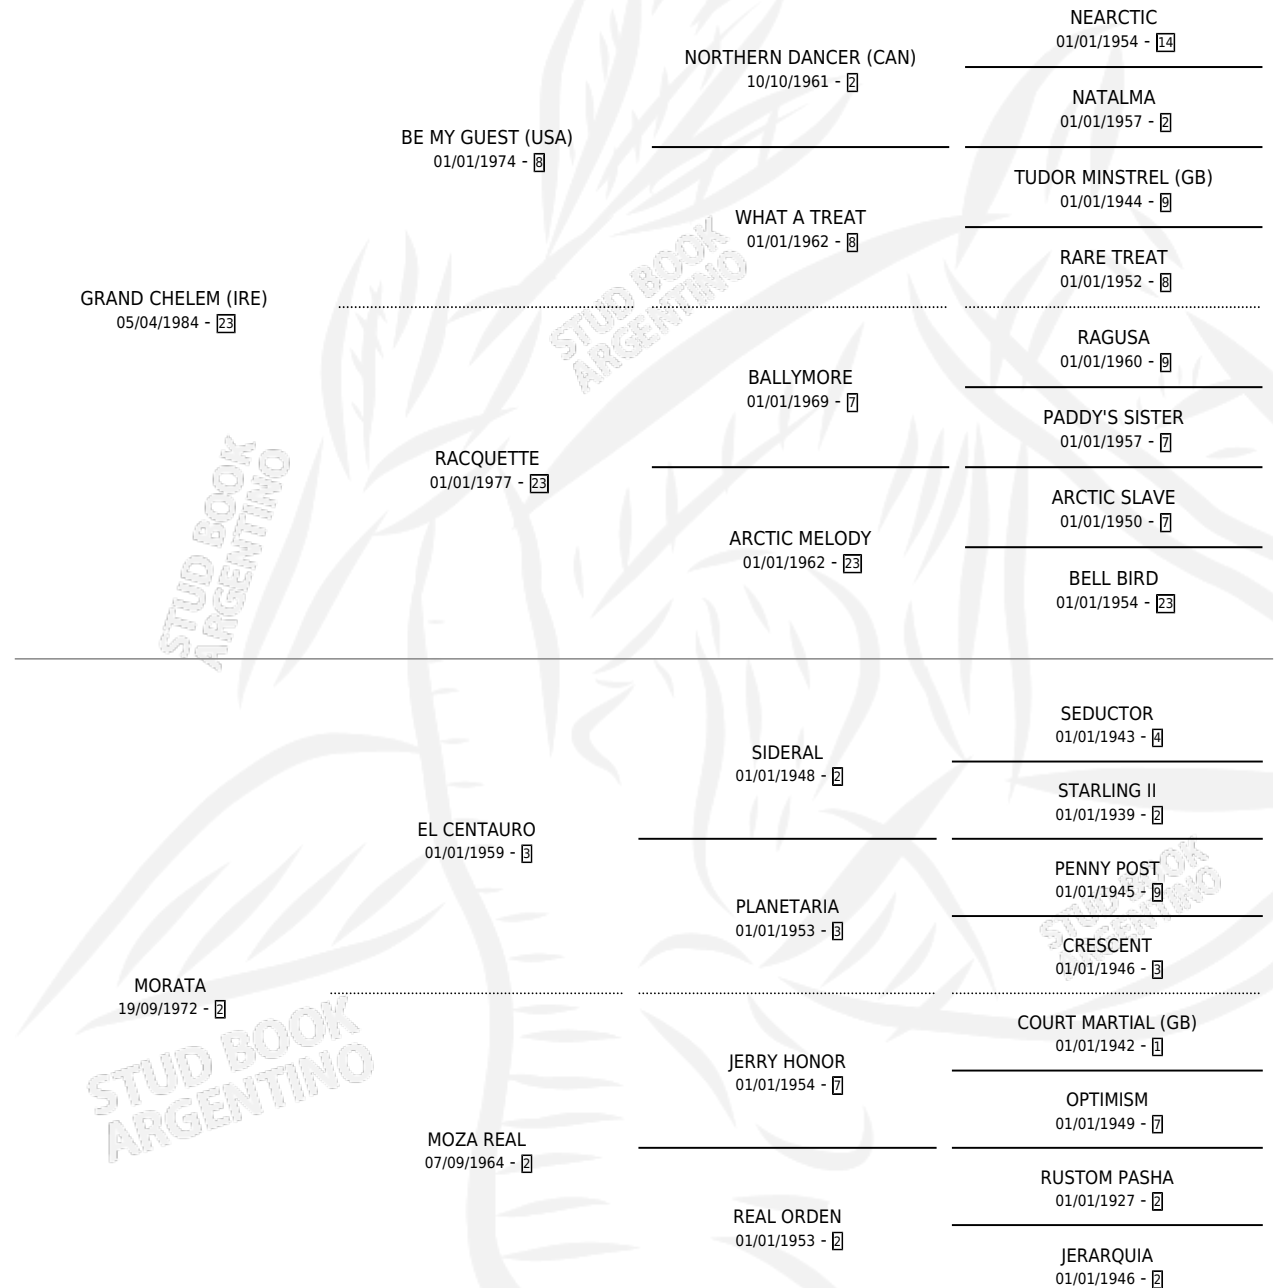 NEARCTIC
01/01/1954 - 14
NORTHERN DANCER (CAN)
10/10/1961 - 2
NATALMA
01/01/1957 - 2
BE MY GUEST (USA)
01/01/1974 - 8
TUDOR MINSTREL (GB)
01/01/1944 - 9
WHAT A TREAT
01/01/1962 - 8
RARE TREAT
01/01/1952 - 8
GRAND CHELEM (IRE)
05/04/1984 - 23
RAGUSA
01/01/1960 - 9
BALLYMORE
01/01/1969 - 7
PADDY'S SISTER
01/01/1957 - 7
RACQUETTE
01/01/1977 - 23
ARCTIC SLAVE
01/01/1950 - 7
ARCTIC MELODY
01/01/1962 - 23
BELL BIRD
01/01/1954 - 23
SEDUCTOR
01/01/1943 - 4
SIDERAL
01/01/1948 - 2
STARLING II
01/01/1939 - 2
EL CENTAURO
01/01/1959 - 3
PENNY POST
01/01/1945 - 9
PLANETARIA
01/01/1953 - 3
CRESCENT
01/01/1946 - 3
MORATA
19/09/1972 - 2
COURT MARTIAL (GB)
01/01/1942 - 1
JERRY HONOR
01/01/1954 - 7
OPTIMISM
01/01/1949 - 7
MOZA REAL
07/09/1964 - 2
RUSTOM PASHA
01/01/1927 - 2
REAL ORDEN
01/01/1953 - 2
JERARQUIA
01/01/1946 - 2
STUD BOOK
ARGENTINO
STUD BOOK
ARGENTINO
STUD BOOK
ARGENTINO
STUD BOOK
ARGENTINO